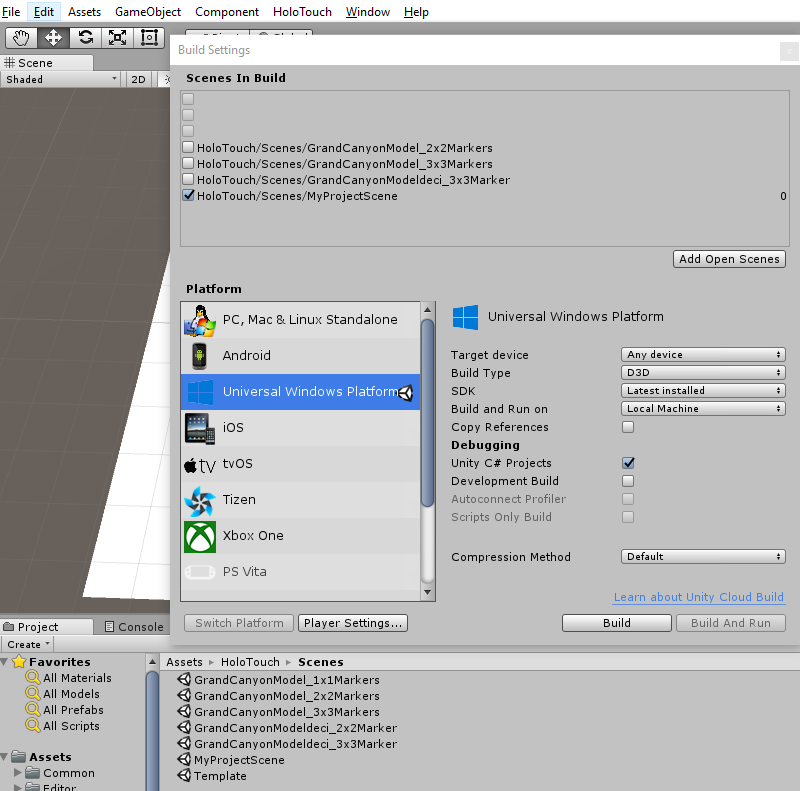 File Edit Assets GameObject Component HoloTouch Window Help
Scene
Shaded 2D
Build Settings
Scenes In Build
HoloTouch/Scenes/GrandCanyonModel_2x2Markers
HoloTouch/Scenes/GrandCanyonModel_3x3Markers
HoloTouch/Scenes/GrandCanyonModeldeci_3x3Marker
HoloTouch/Scenes/MyProjectScene 0
Add Open Scenes
Platform
PC, Mac & Linux Standalone
Android
Universal Windows Platform
iOS
tv tvOS
Tizen
Xbox One
PS Vita
Universal Windows Platform
Target device Any device
Build Type D3D
SDK Latest installed
Build and Run on Local Machine
Copy References
Debugging
Unity C# Projects
Development Build
Autoconnect Profiler
Scripts Only Build
Compression Method Default
Learn about Unity Cloud Build
Switch Platform Player Settings... Build Build And Run
Project Console
Create
Favorites
All Materials
All Models
All Prefabs
All Scripts
Assets
Common
Editor
Assets HoloTouch Scenes
GrandCanyonModel_1x1Markers
GrandCanyonModel_2x2Markers
GrandCanyonModel_3x3Markers
GrandCanyonModeldeci_2x2Marker
GrandCanyonModeldeci_3x3Marker
MyProjectScene
Template